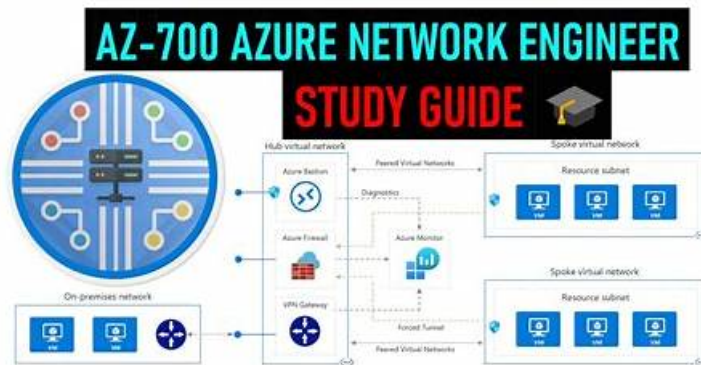 AZ-700 AZURE NETWORK ENGINEER
STUDY GUIDE
Hub virtual network
Spoke virtual network
Azure Bastion
Peered Virtual Networks
Resource subnet
Diagnostics
VM
VM
VM
Azure Firewall
Azure Monitor
Spoke virtual network
On-premises network
VPN Gateway
Resource subnet
Forced Tunnel
VM
VM
VM
VM
VM
Peered Virtual Networks